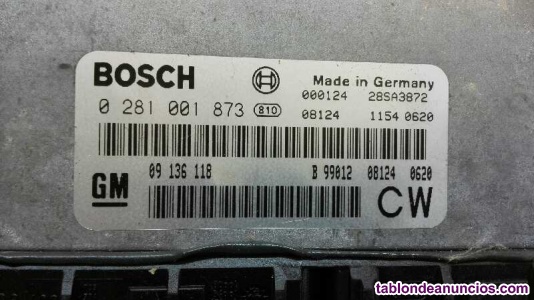 BOSCH
Made in Germany
000124 28SA3872
0 281 001 873 810 08124 1154 0620
GM
09 136 118 B 99012 08124 0620
CW
tablondeanuncios.com